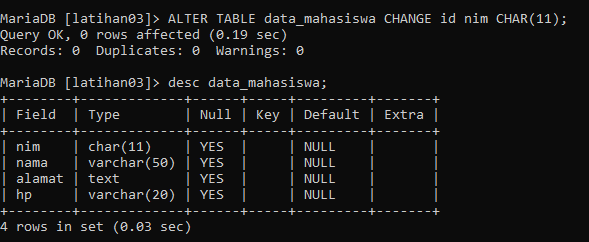 MariaDB [latihan03]> ALTER TABLE data_mahasiswa CHANGE id nim CHAR(11);
Query OK, 0 rows affected (0.19 sec)
Records: 0  Duplicates: 0  Warnings: 0

MariaDB [latihan03]> desc data_mahasiswa;
+--------+-------------+------+-----+---------+-------+
| Field  | Type        | Null | Key | Default | Extra |
+--------+-------------+------+-----+---------+-------+
| nim    | char(11)    | YES  |     | NULL    |       |
| nama   | varchar(50) | YES  |     | NULL    |       |
| alamat | text        | YES  |     | NULL    |       |
| hp     | varchar(20) | YES  |     | NULL    |       |
+--------+-------------+------+-----+---------+-------+
4 rows in set (0.03 sec)